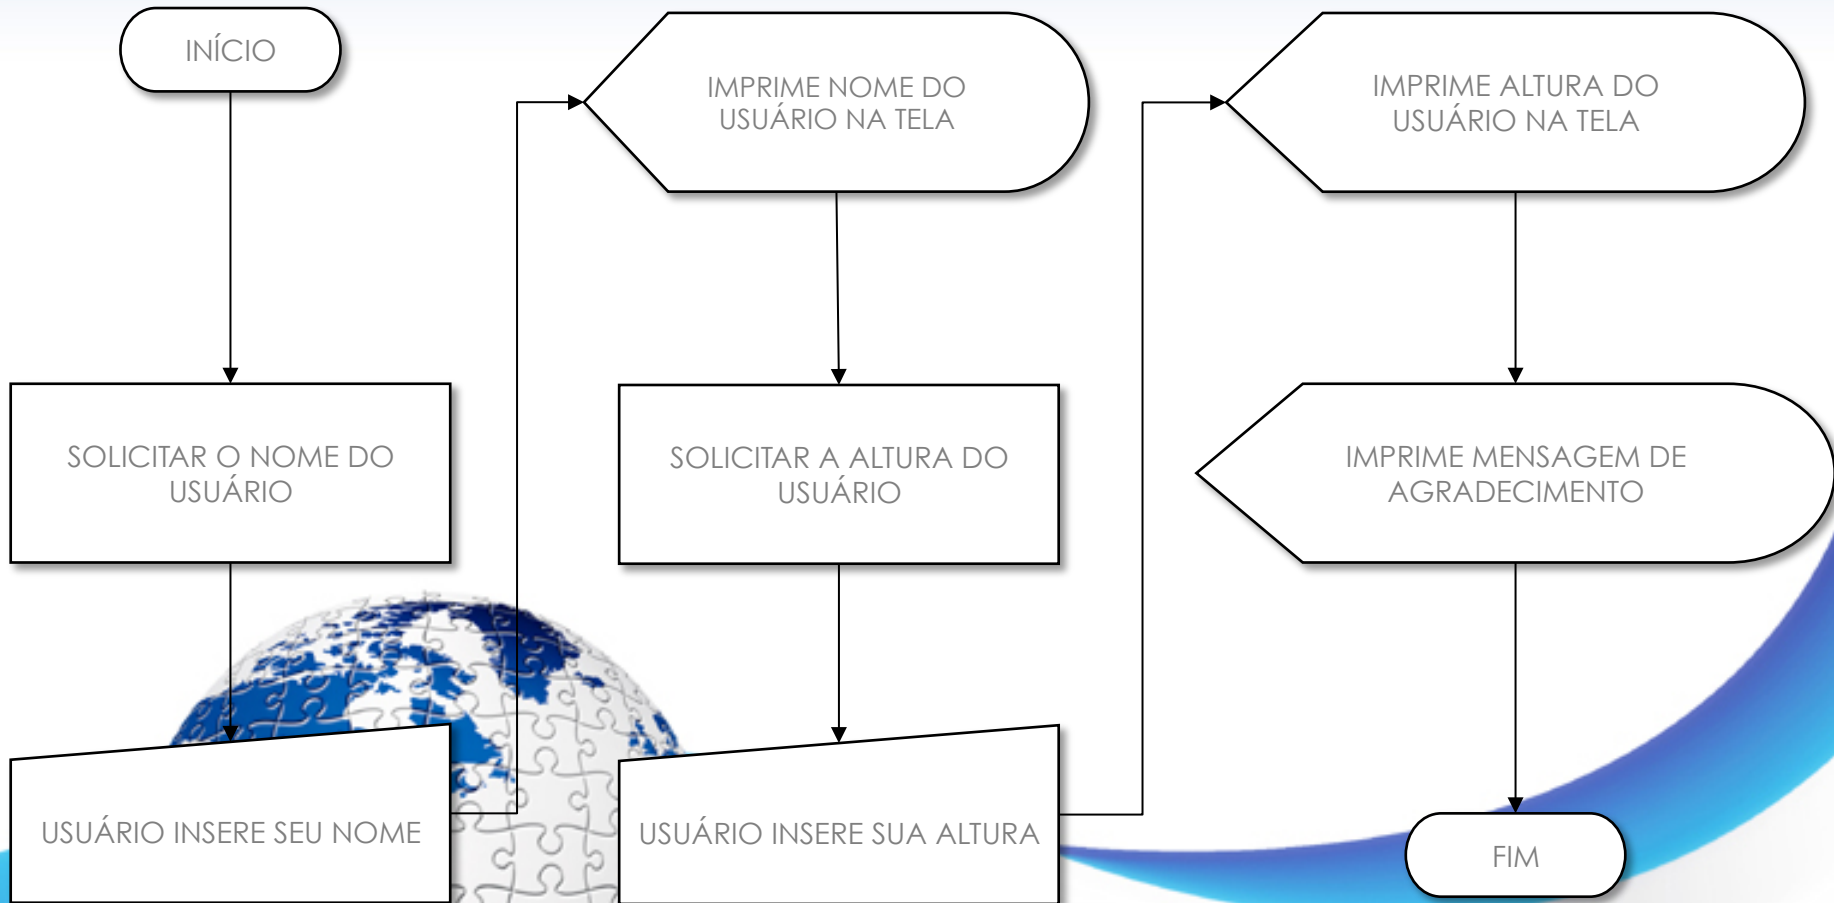 INÍCIO
SOLICITAR O NOME DO
USUÁRIO
USUÁRIO INSERE SEU NOME
IMPRIME NOME DO
USUÁRIO NA TELA
SOLICITAR A ALTURA DO
USUÁRIO
USUÁRIO INSERE SUA ALTURA
IMPRIME ALTURA DO
USUÁRIO NA TELA
IMPRIME MENSAGEM DE
AGRADECIMENTO
FIM